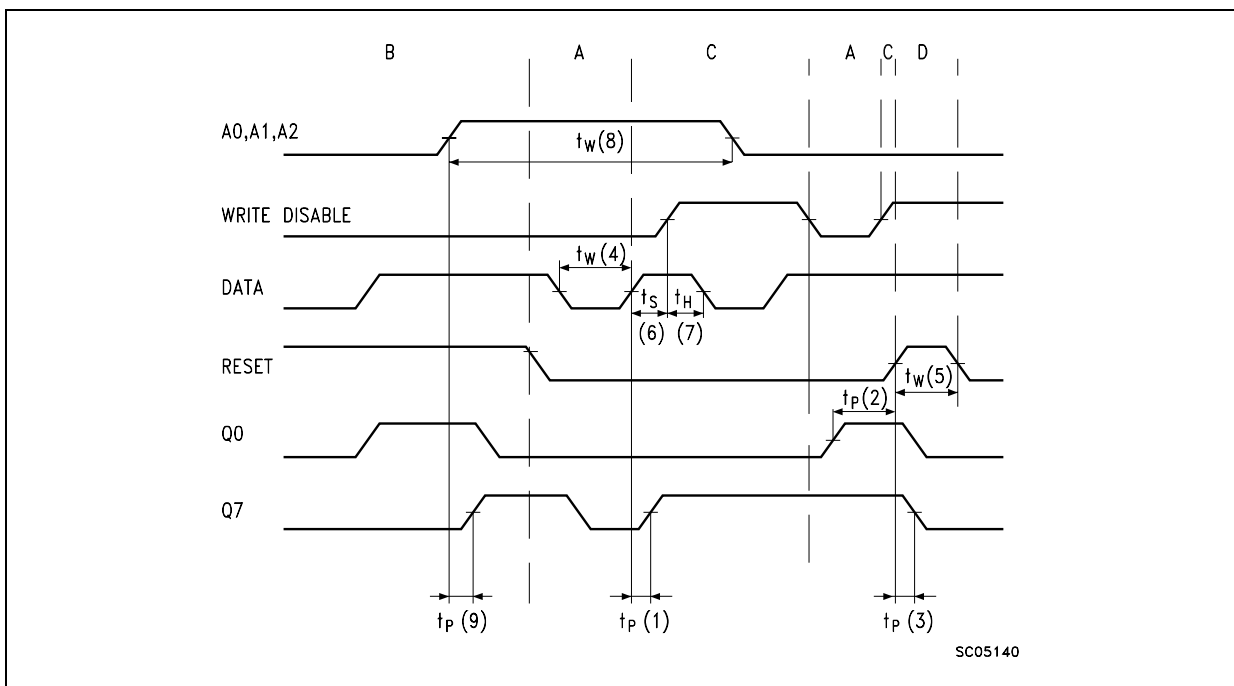 B A C A C D
A0,A1,A2
tW(8)
WRITE DISABLE
tW(4)
DATA
tS tH
(6) (7)
RESET
tW(5)
tP(2)
Q0
Q7
tP(9) tP(1) tP(3)
SC05140